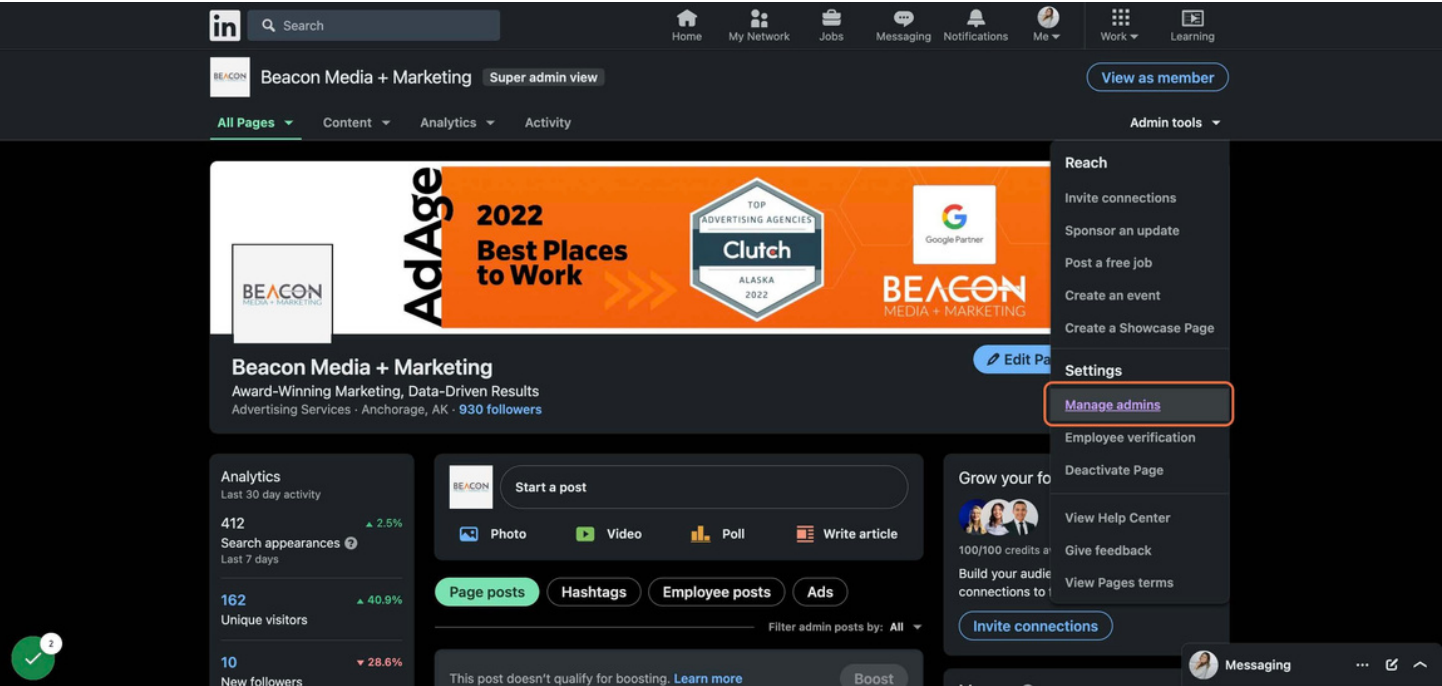 in
Search
Home
My Network
Jobs
Messaging
Notifications
Me
Work
Learning
BEACON
Beacon Media + Marketing
Super admin view
View as member
All Pages
Content
Analytics
Activity
Admin tools
AdAge
2022
Best Places
to Work
TOP
ADVERTISING AGENCIES
Clutch
ALASKA
2022
G
Google Partner
BEACON
MEDIA + MARKETING
BEACON
MEDIA + MARKETING
Beacon Media + Marketing
Award-Winning Marketing, Data-Driven Results
Advertising Services · Anchorage, AK · 930 followers
Edit Pa
Reach
Invite connections
Sponsor an update
Post a free job
Create an event
Create a Showcase Page
Settings
Manage admins
Employee verification
Deactivate Page
View Help Center
Give feedback
View Pages terms
Analytics
Last 30 day activity
412
2.5%
Search appearances ?
Last 7 days
162
40.9%
Unique visitors
10
28.6%
New followers
BEACON
Start a post
Photo
Video
Poll
Write article
Page posts
Hashtags
Employee posts
Ads
Filter admin posts by: All
This post doesn't qualify for boosting. Learn more
Boost
Grow your fo
100/100 credits a
Build your audie
connections to
Invite connections
2
Messaging